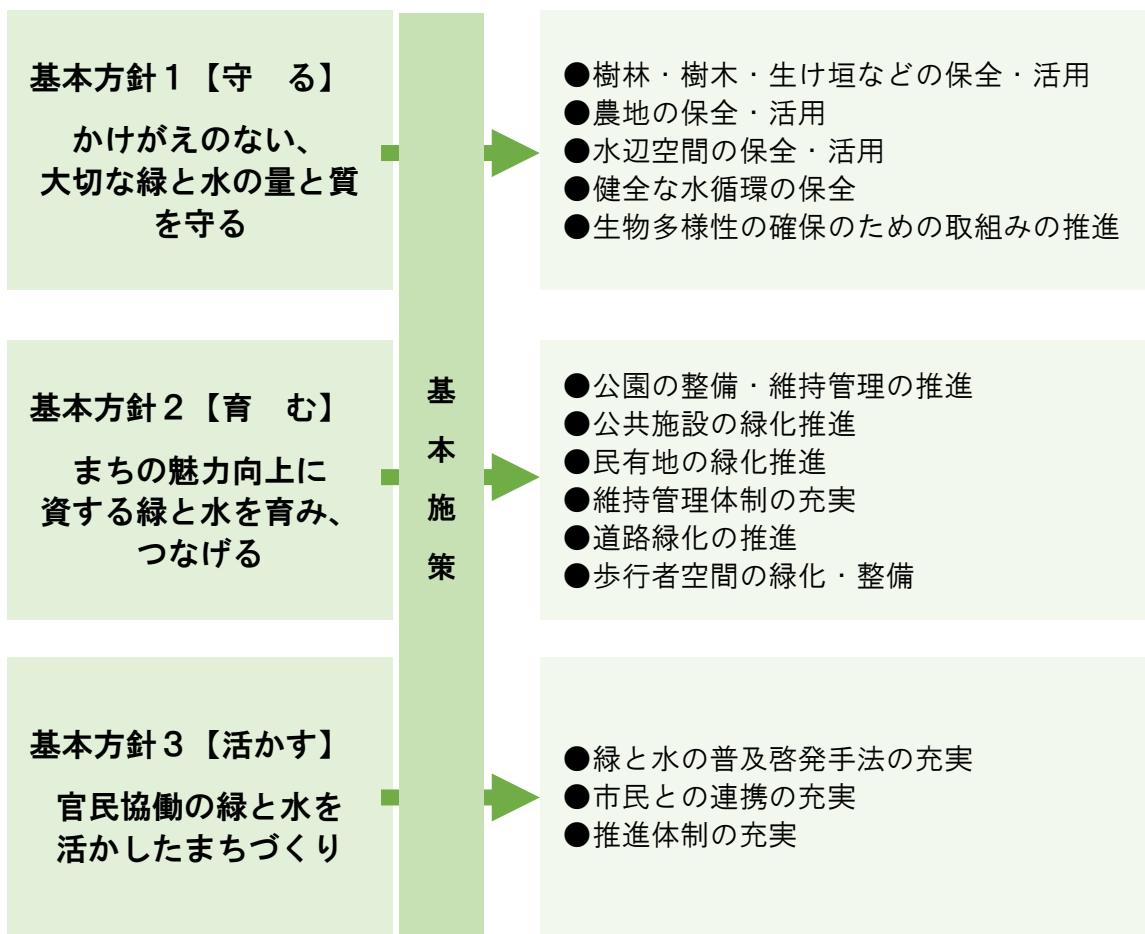 基本方針１【守　る】
かけがえのない、
大切な緑と水の量と質
を守る
●樹林・樹木・生け垣などの保全・活用
●農地の保全・活用
●水辺空間の保全・活用
●健全な水循環の保全
●生物多様性の確保のための取組みの推進
基本施策
基本方針２【育　む】
まちの魅力向上に
資する緑と水を育み、
つなげる
●公園の整備・維持管理の推進
●公共施設の緑化推進
●民有地の緑化推進
●維持管理体制の充実
●道路緑化の推進
●歩行者空間の緑化・整備
基本方針３【活かす】
官民協働の緑と水を
活かしたまちづくり
●緑と水の普及啓発手法の充実
●市民との連携の充実
●推進体制の充実